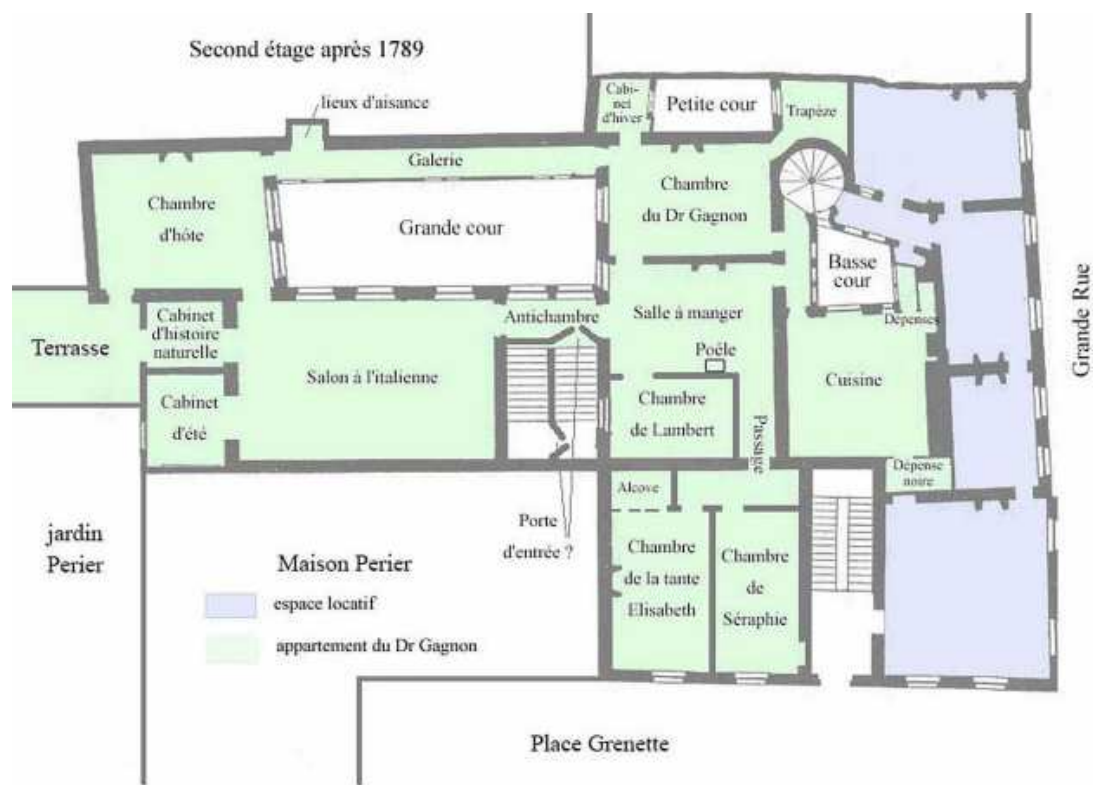 Second étage après 1789
lieux d'aisance
Cabi-
net
d'hiver
Petite cour
Trapèze
Galerie
Chambre
d'hôte
Grande cour
Chambre
du Dr Gagnon
Basse
cour
Dépenses
Grande Rue
Terrasse
Cabinet
d'histoire
naturelle
Antichambre
Salle à manger
Poêle
Salon à l'italienne
Cuisine
Cabinet
d'été
Chambre
de Lambert
Passage
Dépense
noire
Alcove
Porte
d'entrée ?
jardin
Perier
Maison Perier
Chambre
de la tante
Elisabeth
Chambre
de
Séraphie
espace locatif
appartement du Dr Gagnon
Place Grenette